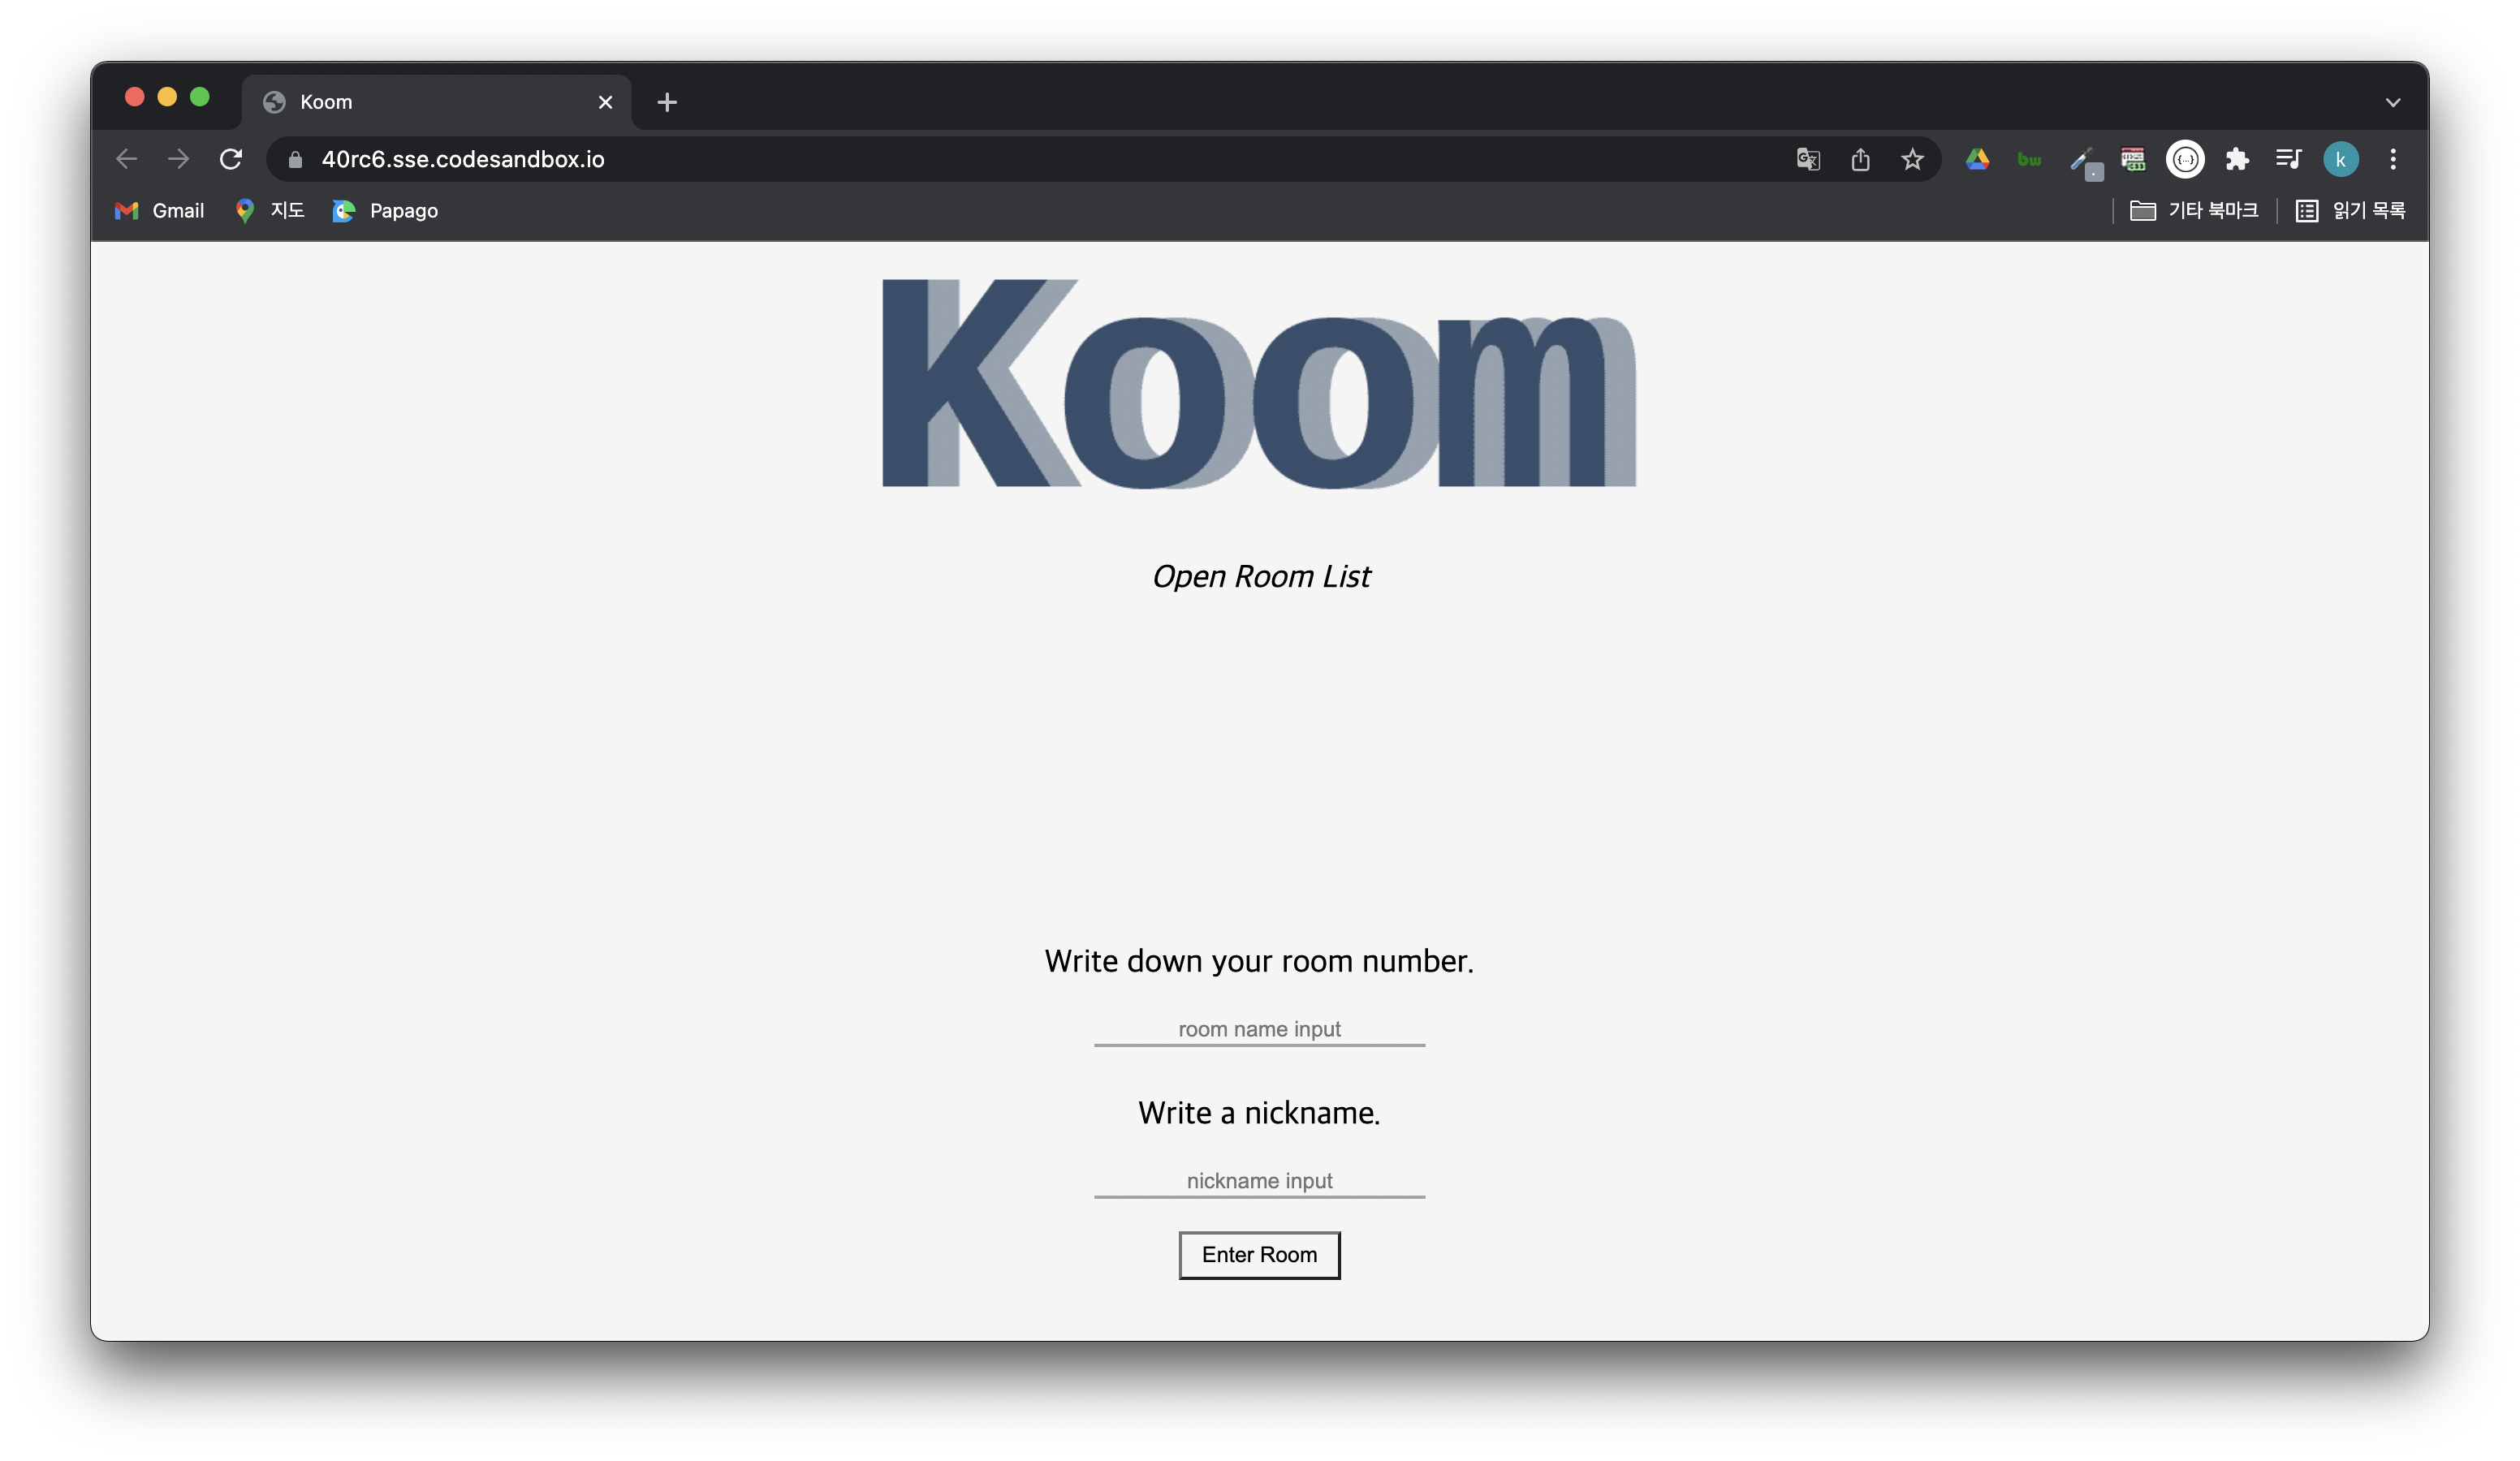 Koom
40rc6.sse.codesandbox.io
bw
k
Gmail
지도
Papago
기타 북마크
읽기 목록
Koom
Open Room List
Write down your room number.
room name input
Write a nickname.
nickname input
Enter Room